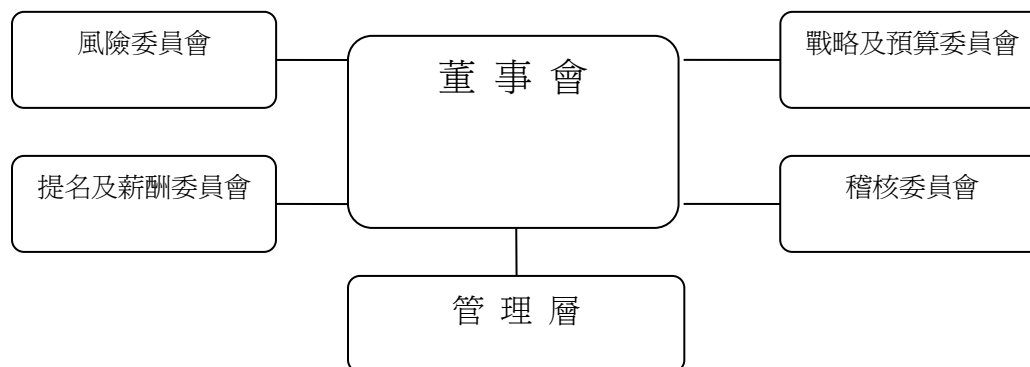 風險委員會
董 事 會
戰略及預算委員會
提名及薪酬委員會
稽核委員會
管 理 層